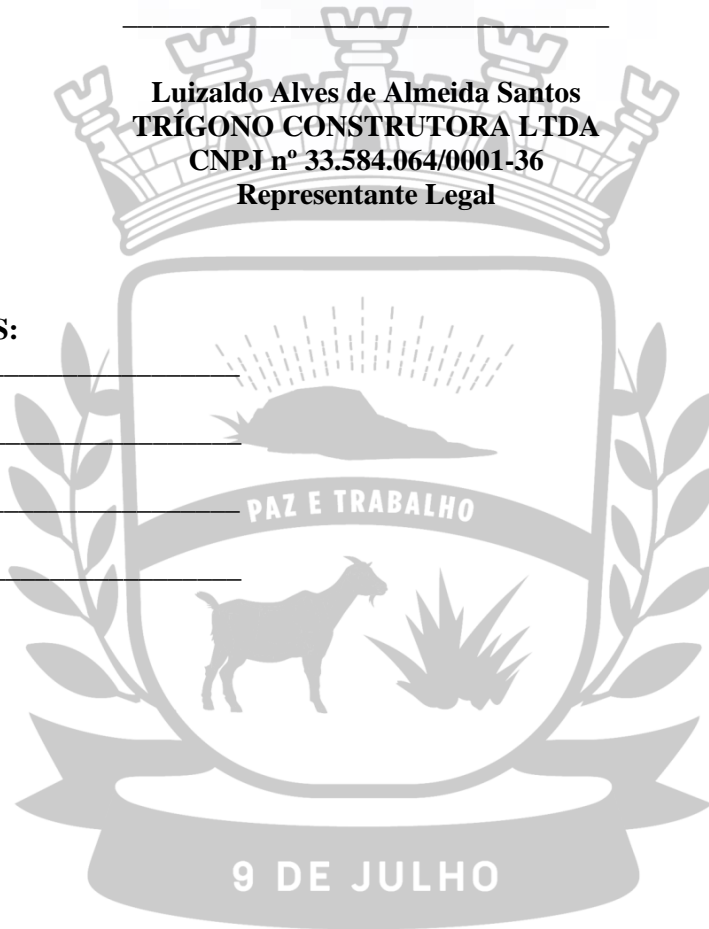 Luizaldo Alves de Almeida Santos
TRÍGONO CONSTRUTORA LTDA
CNPJ nº 33.584.064/0001-36
Representante Legal
S:
PAZ E TRABALHO
9 DE JULHO